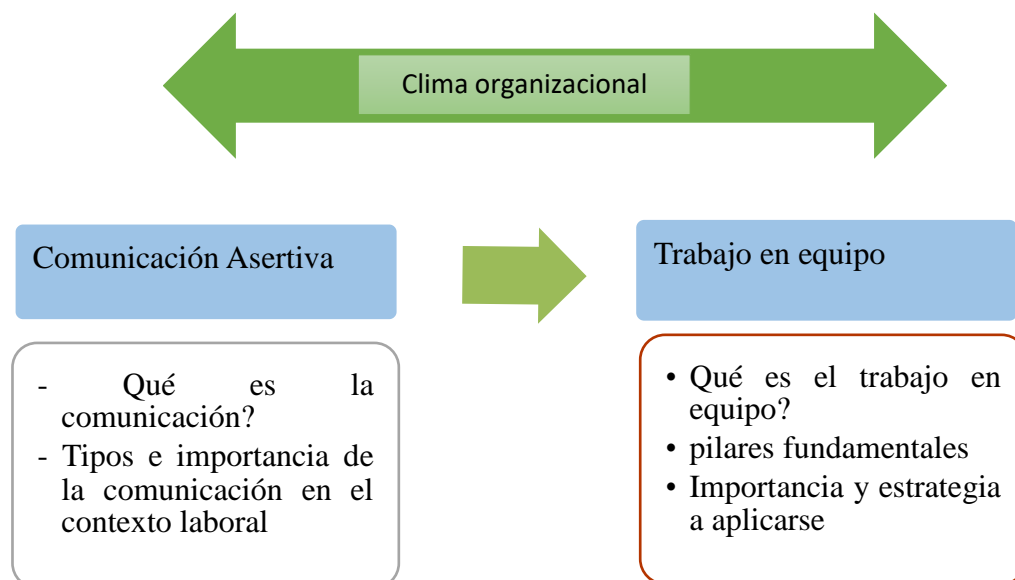 Clima organizacional
Comunicación Asertiva
- Qué es la
comunicación?
- Tipos e importancia de
la comunicación en el
contexto laboral
Trabajo en equipo
• Qué es el trabajo en
equipo?
• pilares fundamentales
• Importancia y estrategia
a aplicarse